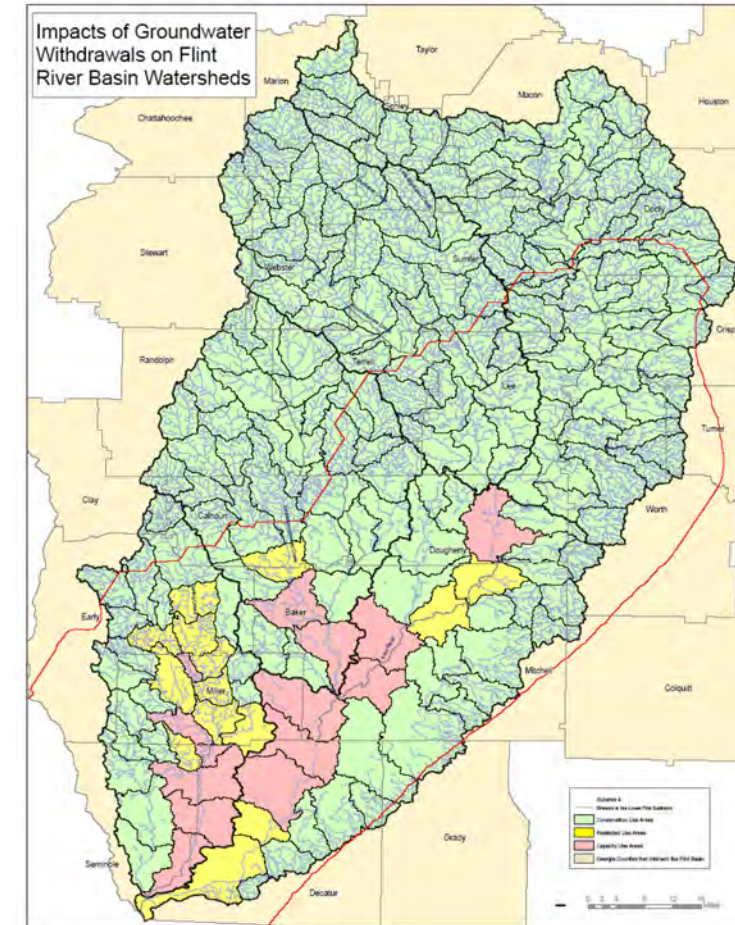 Impacts of Groundwater
Withdrawals on Flint
River Basin Watersheds
Taylor
Marion
Macon
Houston
Schley
Chattahoochee
Dooly
Stewart
Webster
Sumter
Crisp
Randolph
Terrell
Lee
Turner
Clay
Calhoun
Worth
Dougherty
Early
Baker
Mitchell
Miller
Colquitt
Conservation Use Areas
Restricted Use Areas
Capacity Use Areas
Georgia Counties that intersect the Flint Basin
Grady
Seminole
Decatur
Miles